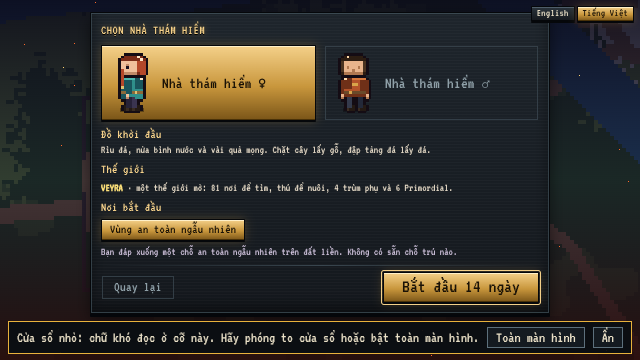 English Tiếng Việt
CHỌN NHÀ THÁM HIỂM
Nhà thám hiểm ♀
Nhà thám hiểm ♂
Đồ khởi đầu
Rìu đá, nửa bình nước và vài quả mọng. Chặt cây lấy gỗ, đập tảng đá lấy đá.
Thế giới
VEYRA · một thế giới mở: 81 nơi để tìm, thú để nuôi, 4 trùm phụ và 6 Primordial.
Nơi bắt đầu
Vùng an toàn ngẫu nhiên
Bạn đáp xuống một chỗ an toàn ngẫu nhiên trên đất liền. Không có sẵn chỗ trú nào.
Quay lại
Bắt đầu 14 ngày
Cửa sổ nhỏ: chữ khó đọc ở cỡ này. Hãy phóng to cửa sổ hoặc bật toàn màn hình.
Toàn màn hình
Ẩn